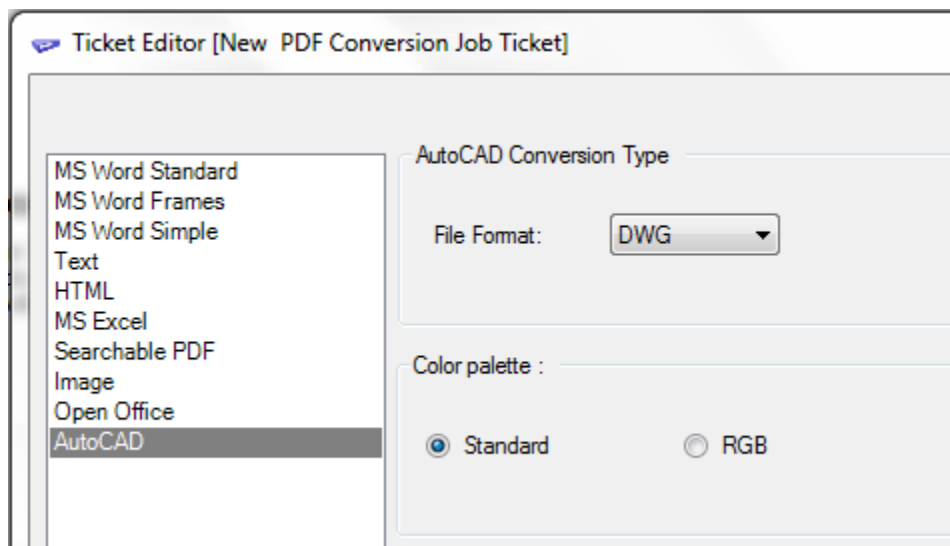 Ticket Editor [New  PDF Conversion Job Ticket]
MS Word Standard
MS Word Frames
MS Word Simple
Text
HTML
MS Excel
Searchable PDF
Image
Open Office
AutoCAD
AutoCAD Conversion Type
File Format:
DWG
Color palette :
Standard
RGB